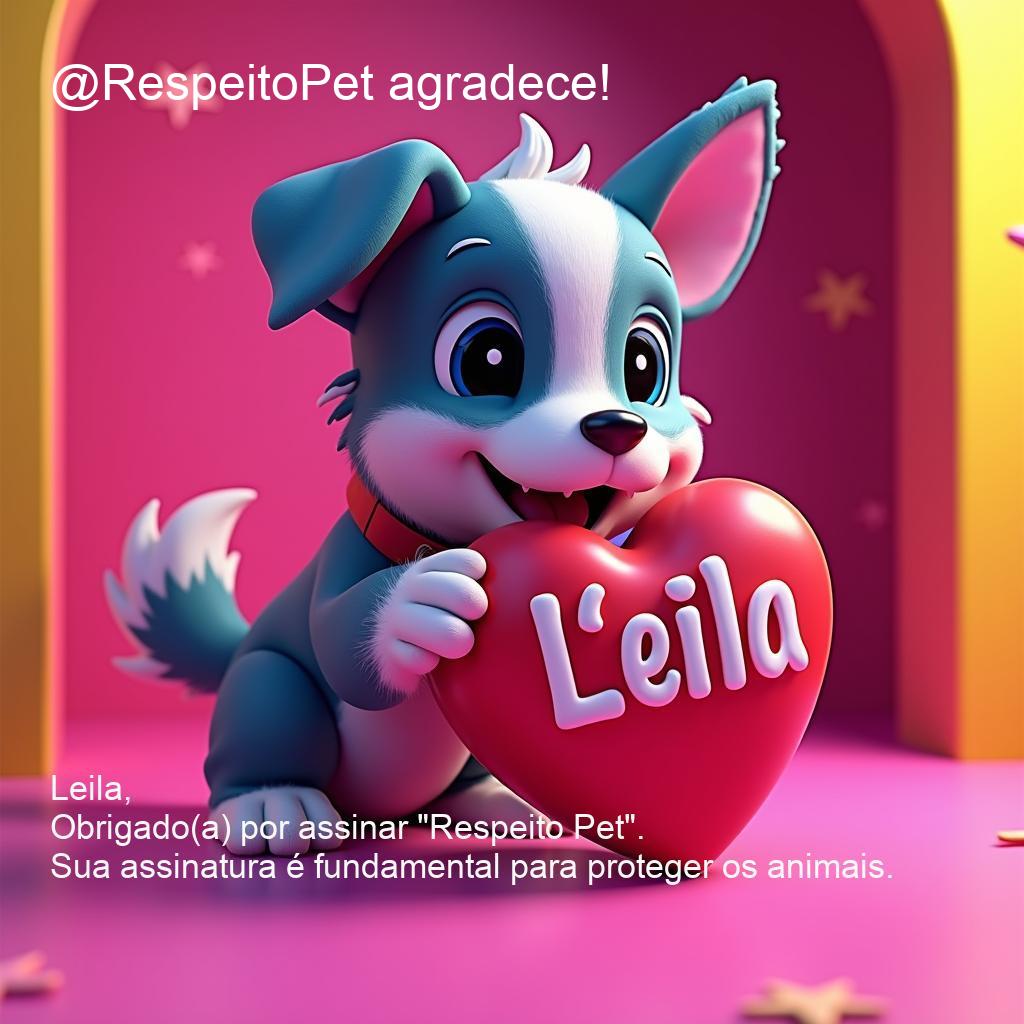 @RespeitoPet agradece!
L'eila
Leila,
Obrigado(a) por assinar "Respeito Pet".
Sua assinatura é fundamental para proteger os animais.